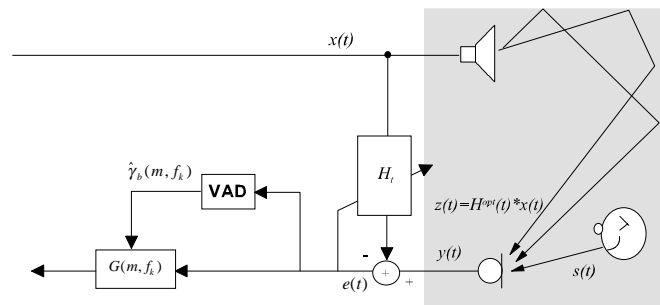 x(t)
γ̂_b(m, f_k)
VAD
H_t
z(t)=H^opt(t)*x(t)
G(m, f_k)
-
+
+
e(t)
y(t)
s(t)